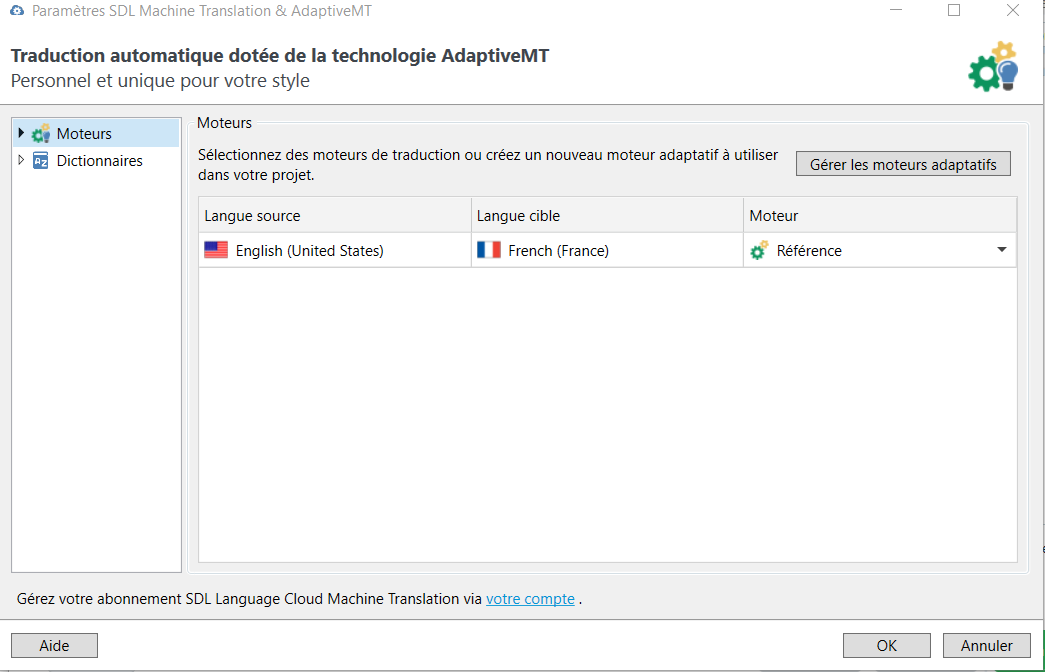 Paramètres SDL Machine Translation & AdaptiveMT
Traduction automatique dotée de la technologie AdaptiveMT
Personnel et unique pour votre style
Moteurs
Dictionnaires
Moteurs
Sélectionnez des moteurs de traduction ou créez un nouveau moteur adaptatif à utiliser
dans votre projet.
Gérer les moteurs adaptatifs
Langue source
Langue cible
Moteur
English (United States)
French (France)
Référence
Gérez votre abonnement SDL Language Cloud Machine Translation via votre compte .
Aide
OK
Annuler